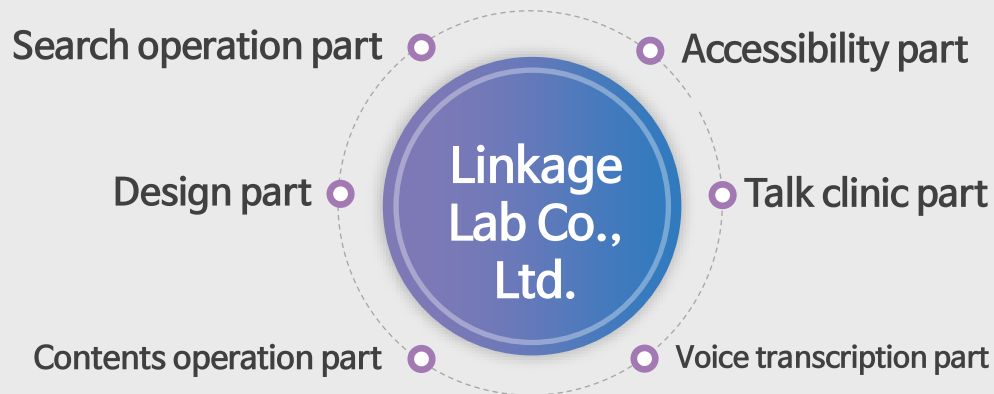 Search operation part
Accessibility part
Design part
Linkage
Lab Co.,
Ltd.
Talk clinic part
Contents operation part
Voice transcription part